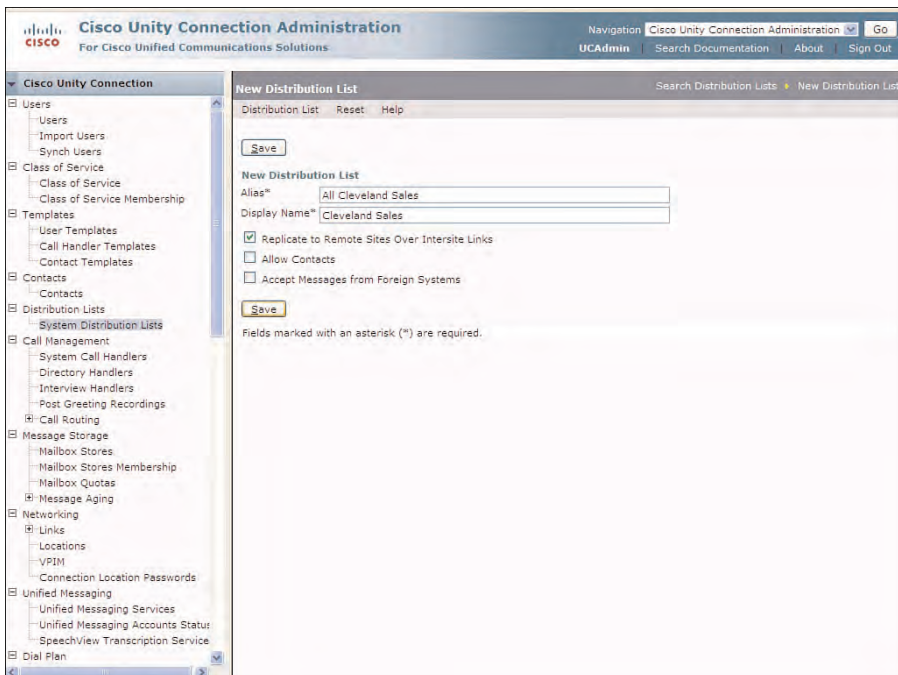 Cisco Unity Connection Administration
For Cisco Unified Communications Solutions
CISCO
Navigation Cisco Unity Connection Administration Go
UCAdmin Search Documentation About Sign Out
Cisco Unity Connection
Users
Users
Import Users
Synch Users
Class of Service
Class of Service
Class of Service Membership
Templates
User Templates
Call Handler Templates
Contact Templates
Contacts
Contacts
Distribution Lists
System Distribution Lists
Call Management
System Call Handlers
Directory Handlers
Interview Handlers
Post Greeting Recordings
Call Routing
Message Storage
Mailbox Stores
Mailbox Stores Membership
Mailbox Quotas
Message Aging
Networking
Links
Locations
VPIM
Connection Location Passwords
Unified Messaging
Unified Messaging Services
Unified Messaging Accounts Status
SpeechView Transcription Service
Dial Plan
New Distribution List
Search Distribution Lists New Distribution List
Distribution List Reset Help
Save
New Distribution List
Alias* All Cleveland Sales
Display Name* Cleveland Sales
Replicate to Remote Sites Over Intersite Links
Allow Contacts
Accept Messages from Foreign Systems
Save
Fields marked with an asterisk (*) are required.